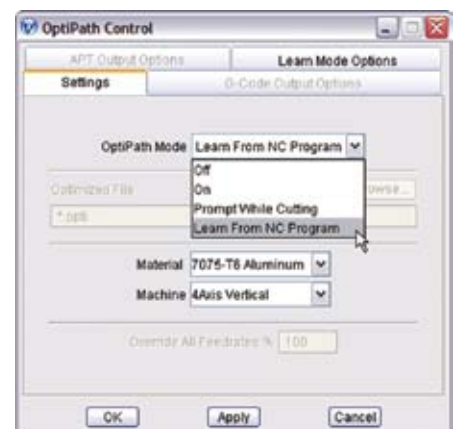 OptiPath Control
APT Output Options Learn Mode Options
Settings G-Code Output Options
OptiPath Mode Learn From NC Program
Off
Optimized File On Browse...
*.opti Prompt While Cutting
Learn From NC Program
Material 7075-T6 Aluminum
Machine 4Axis Vertical
Override All Feedrates % 100
OK Apply Cancel